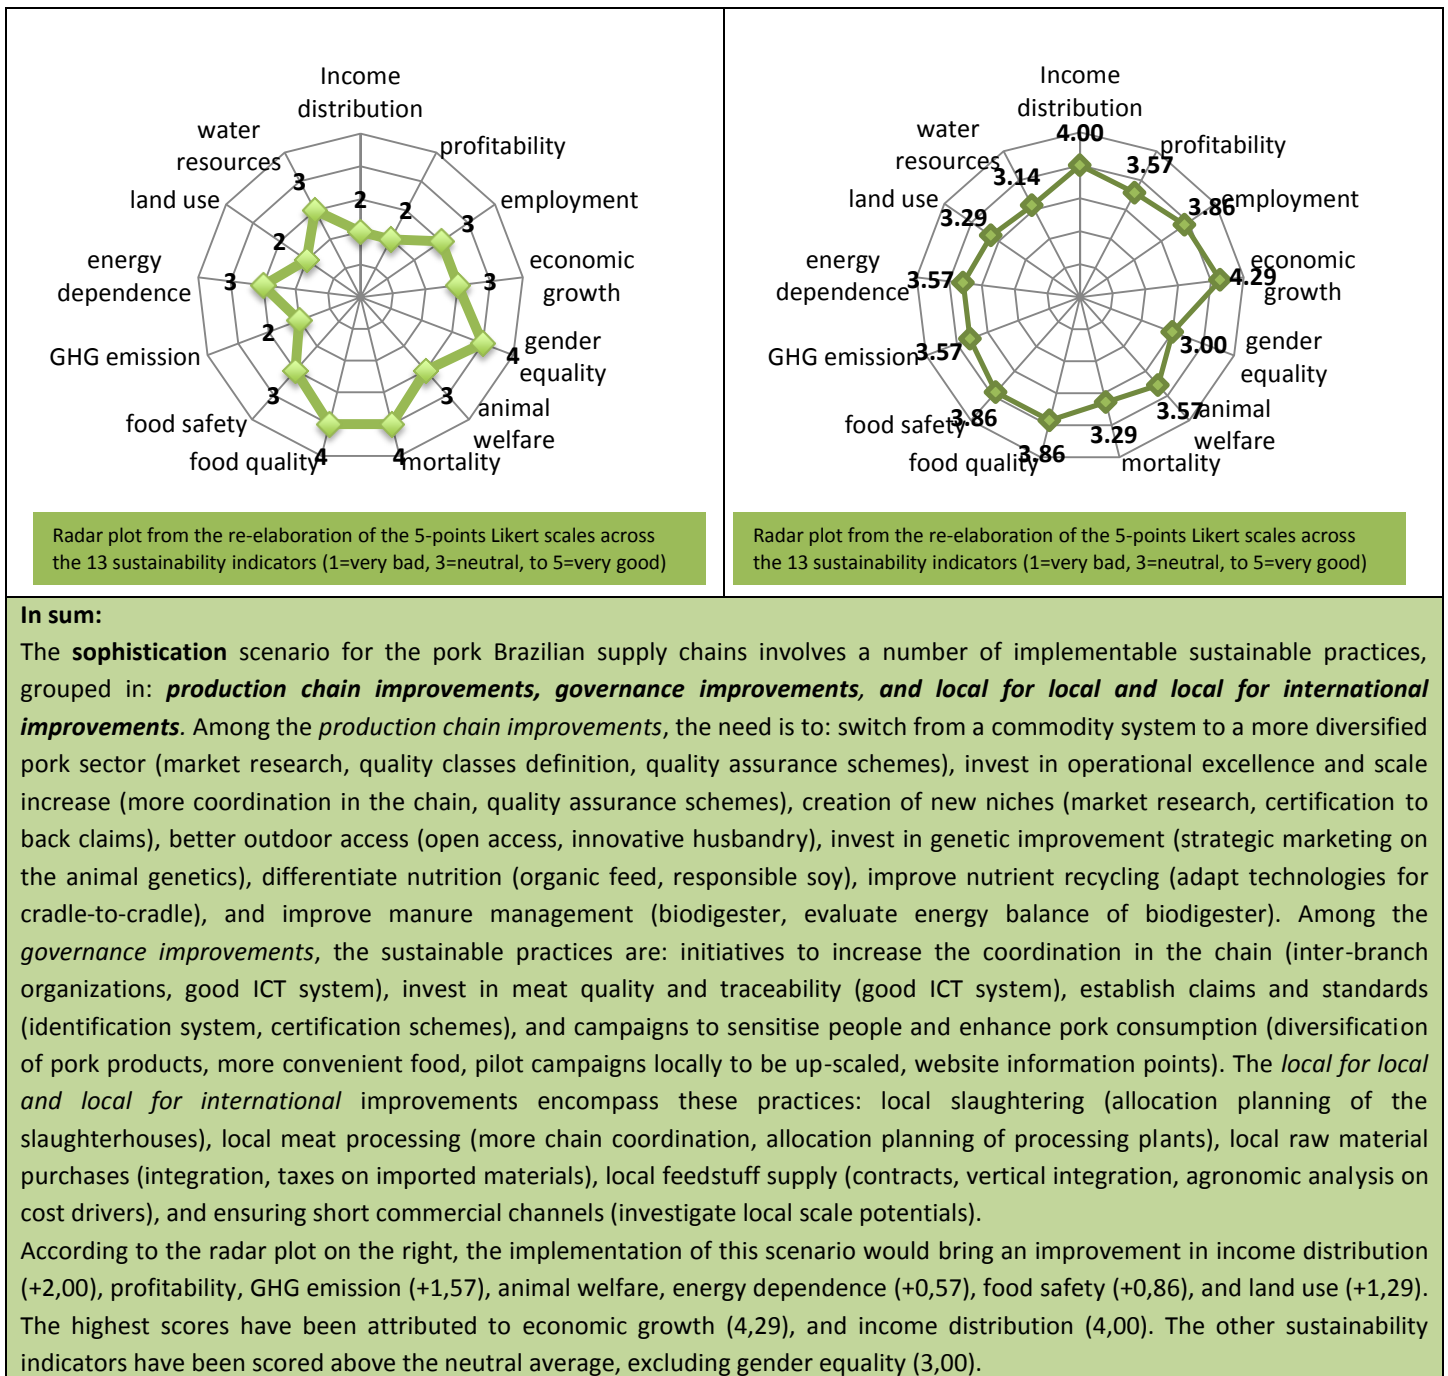 Income
distribution
profitability
employment
economic
growth
gender
equality
animal
welfare
mortality
food quality
food safety
GHG emission
energy
dependence
land use
water
resources
2
2
3
3
4
3
4
4
3
2
3
2
3
Radar plot from the re-elaboration of the 5-points Likert scales across
the 13 sustainability indicators (1=very bad, 3=neutral, to 5=very good)
Income
distribution
profitability
employment
economic
growth
gender
equality
animal
welfare
mortality
food quality
food safety
GHG emission
energy
dependence
land use
water
resources
4.00
3.57
3.86
4.29
3.00
3.57
3.29
3.86
3.86
3.57
3.57
3.29
3.14
Radar plot from the re-elaboration of the 5-points Likert scales across
the 13 sustainability indicators (1=very bad, 3=neutral, to 5=very good)
In sum:
The sophistication scenario for the pork Brazilian supply chains involves a number of implementable sustainable practices,
grouped in: production chain improvements, governance improvements, and local for local and local for international
improvements. Among the production chain improvements, the need is to: switch from a commodity system to a more diversified
pork sector (market research, quality classes definition, quality assurance schemes), invest in operational excellence and scale
increase (more coordination in the chain, quality assurance schemes), creation of new niches (market research, certification to
back claims), better outdoor access (open access, innovative husbandry), invest in genetic improvement (strategic marketing on
the animal genetics), differentiate nutrition (organic feed, responsible soy), improve nutrient recycling (adapt technologies for
cradle-to-cradle), and improve manure management (biodigester, evaluate energy balance of biodigester). Among the
governance improvements, the sustainable practices are: initiatives to increase the coordination in the chain (inter-branch
organizations, good ICT system), invest in meat quality and traceability (good ICT system), establish claims and standards
(identification system, certification schemes), and campaigns to sensitise people and enhance pork consumption (diversification
of pork products, more convenient food, pilot campaigns locally to be up-scaled, website information points). The local for local
and local for international improvements encompass these practices: local slaughtering (allocation planning of the
slaughterhouses), local meat processing (more chain coordination, allocation planning of processing plants), local raw material
purchases (integration, taxes on imported materials), local feedstuff supply (contracts, vertical integration, agronomic analysis on
cost drivers), and ensuring short commercial channels (investigate local scale potentials).
According to the radar plot on the right, the implementation of this scenario would bring an improvement in income distribution
(+2,00), profitability, GHG emission (+1,57), animal welfare, energy dependence (+0,57), food safety (+0,86), and land use (+1,29).
The highest scores have been attributed to economic growth (4,29), and income distribution (4,00). The other sustainability
indicators have been scored above the neutral average, excluding gender equality (3,00).